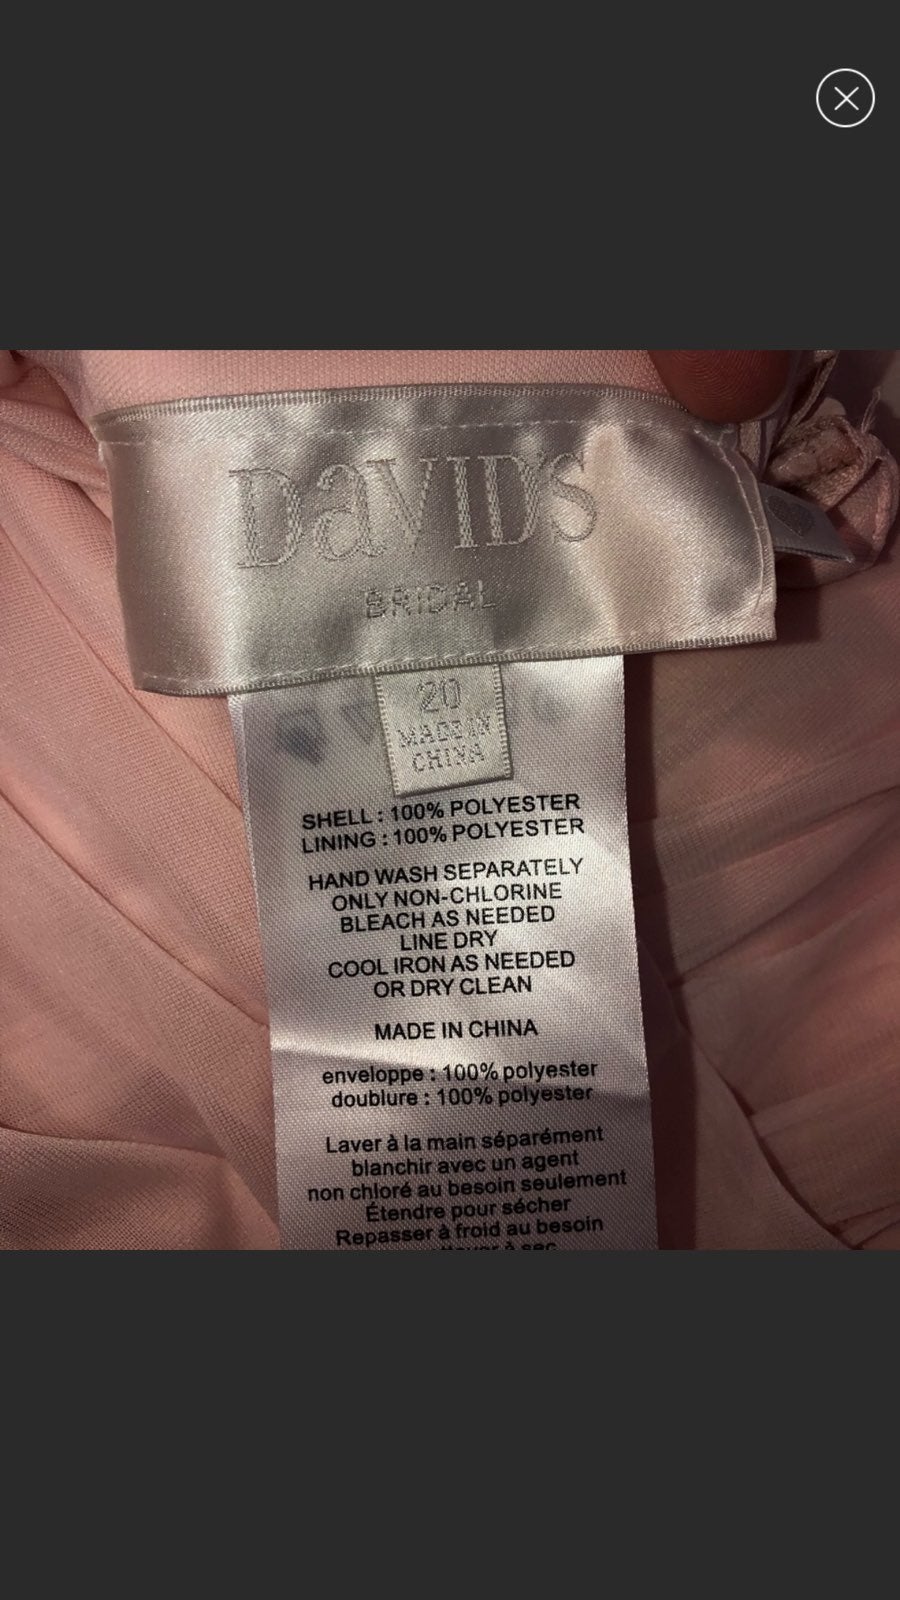 DaVID'S
BRIDAL
20
MADE IN
CHINA
SHELL : 100% POLYESTER
LINING : 100% POLYESTER
HAND WASH SEPARATELY
ONLY NON-CHLORINE
BLEACH AS NEEDED
LINE DRY
COOL IRON AS NEEDED
OR DRY CLEAN
MADE IN CHINA
enveloppe : 100% polyester
doublure : 100% polyester
Laver à la main séparément
blanchir avec un agent
non chloré au besoin seulement
Étendre pour sécher
Repasser à froid au besoin
à sec